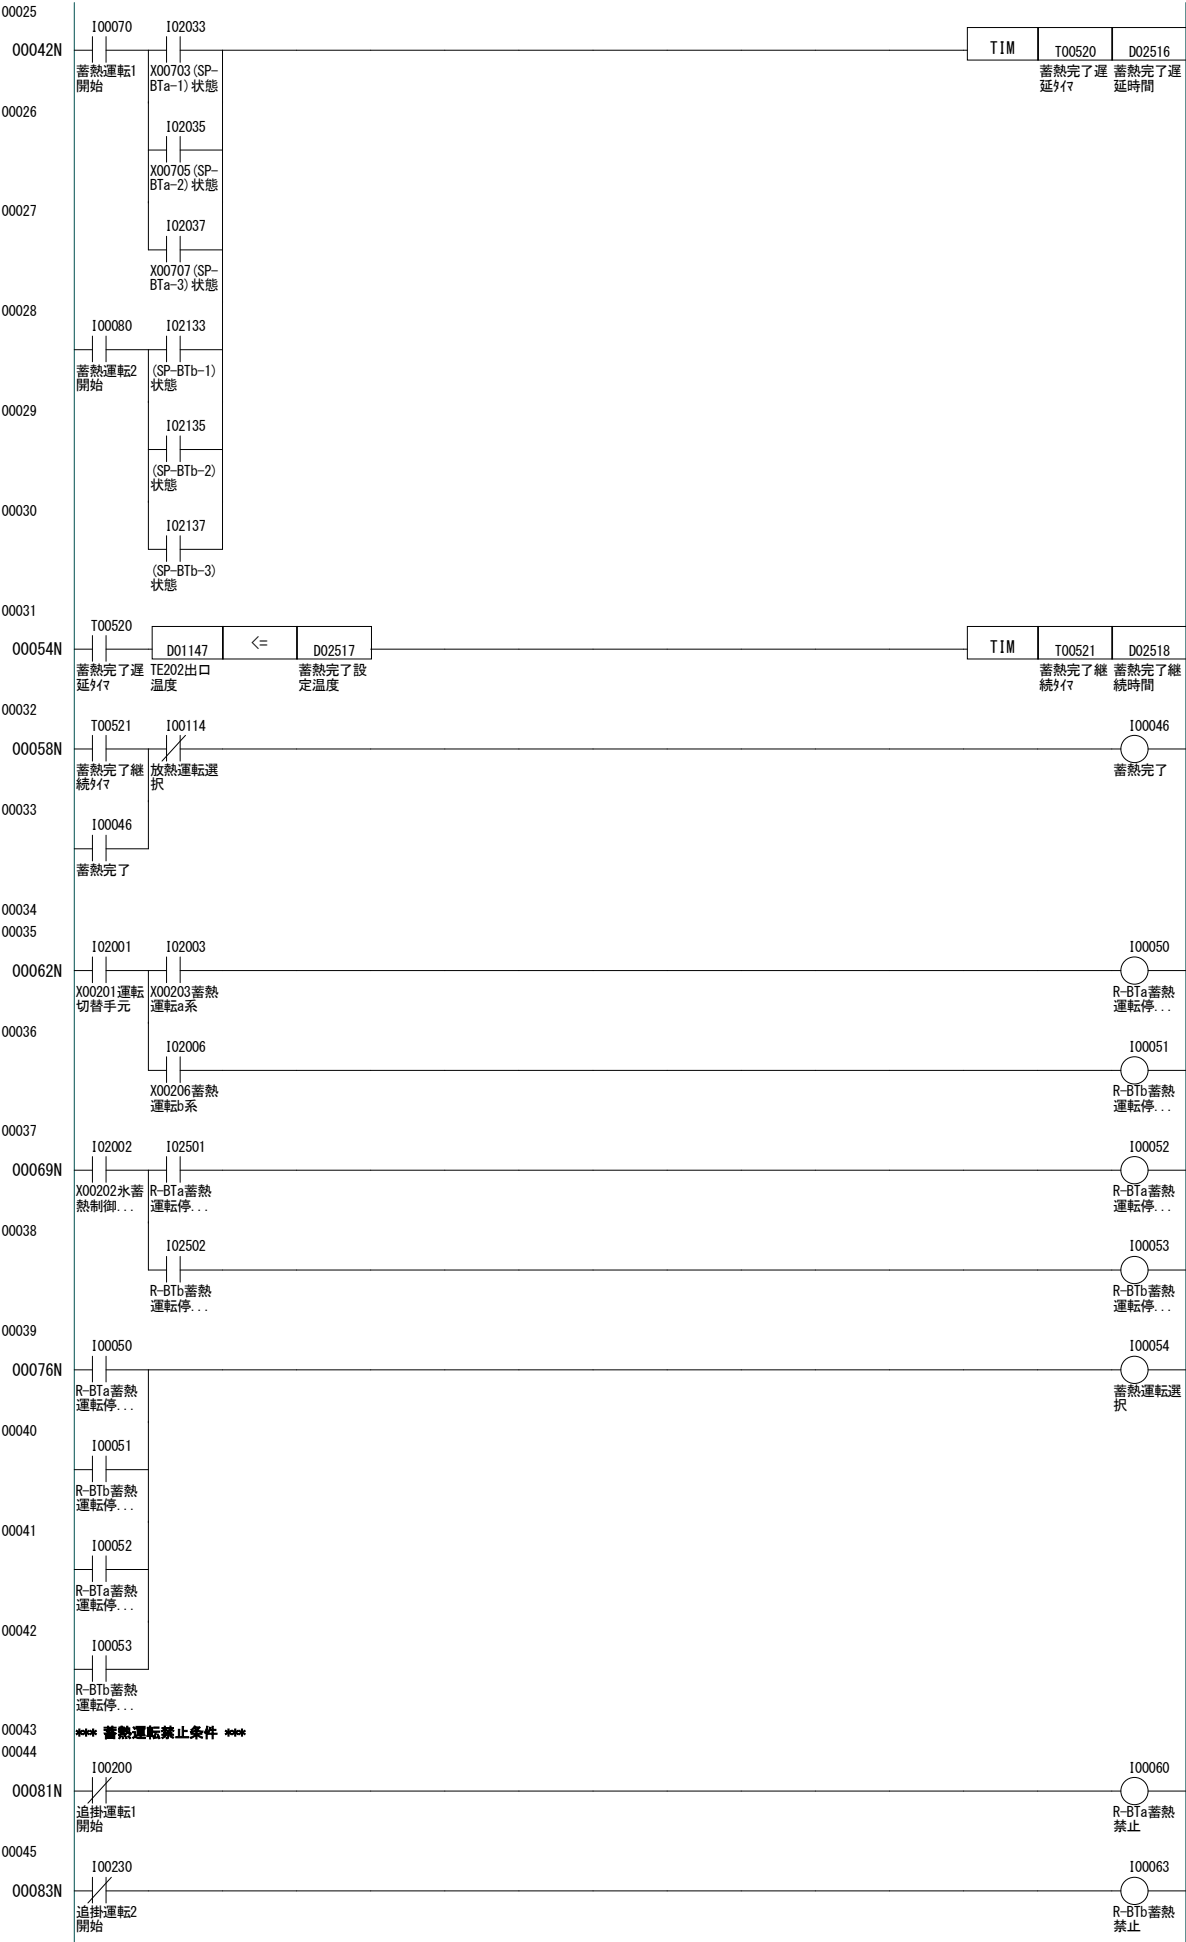 00025
I00070 I02033
00042N TIM T00520 D02516
蓄熱運転1 X00703(SP- 蓄熱完了遅 蓄熱完了遅
開始 BTa-1)状態 延ﾀｲﾏ 延時間
00026
I02035
X00705(SP-
BTa-2)状態
00027
I02037
X00707(SP-
BTa-3)状態
00028
I00080 I02133
蓄熱運転2 (SP-BTb-1)
開始 状態
00029
I02135
(SP-BTb-2)
状態
00030
I02137
(SP-BTb-3)
状態
00031
T00520
00054N D01147 <= D02517 TIM T00521 D02518
蓄熱完了遅 TE202出口 蓄熱完了設 蓄熱完了継 蓄熱完了継
延ﾀｲﾏ 温度 定温度 続ﾀｲﾏ 続時間
00032
T00521 I00114 I00046
00058N
蓄熱完了継 放熱運転選 蓄熱完了
続ﾀｲﾏ 択
00033
I00046
蓄熱完了
00034
00035
I02001 I02003 I00050
00062N
X00201運転 X00203蓄熱 R-BTa蓄熱
切替手元 運転a系 運転停...
00036
I02006 I00051
X00206蓄熱 R-BTb蓄熱
運転b系 運転停...
00037
I02002 I02501 I00052
00069N
X00202氷蓄 R-BTa蓄熱 R-BTa蓄熱
熱制御... 運転停... 運転停...
00038
I02502 I00053
R-BTb蓄熱 R-BTb蓄熱
運転停... 運転停...
00039
I00050 I00054
00076N
R-BTa蓄熱 蓄熱運転選
運転停... 択
00040
I00051
R-BTb蓄熱
運転停...
00041
I00052
R-BTa蓄熱
運転停...
00042
I00053
R-BTb蓄熱
運転停...
00043 *** 蓄熱運転禁止条件 ***
00044
I00200 I00060
00081N
追掛運転1 R-BTa蓄熱
開始 禁止
00045
I00230 I00063
00083N
追掛運転2 R-BTb蓄熱
開始 禁止